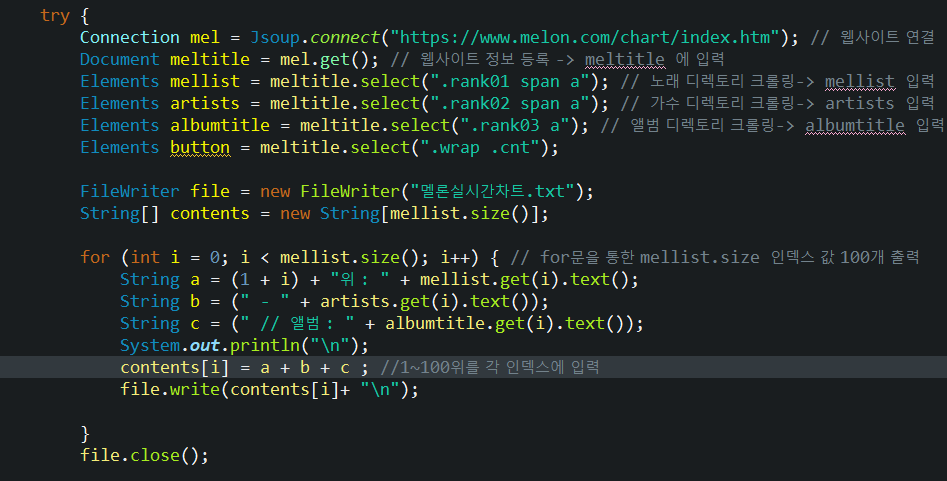 try {
Connection mel = Jsoup.connect("https://www.melon.com/chart/index.htm"); // 웹사이트 연결
Document meltitle = mel.get(); // 웹사이트 정보 등록 -> meltitle 에 입력
Elements mellist = meltitle.select(".rank01 span a"); // 노래 디렉토리 크롤링-> mellist 입력
Elements artists = meltitle.select(".rank02 span a"); // 가수 디렉토리 크롤링-> artists 입력
Elements albumtitle = meltitle.select(".rank03 a"); // 앨범 디렉토리 크롤링-> albumtitle 입력
Elements button = meltitle.select(".wrap .cnt");
FileWriter file = new FileWriter("멜론실시간차트.txt");
String[] contents = new String[mellist.size()];
for (int i = 0; i < mellist.size(); i++) { // for문을 통한 mellist.size 인덱스 값 100개 출력
String a = (1 + i) + "위 : " + mellist.get(i).text();
String b = (" - " + artists.get(i).text());
String c = (" // 앨범 : " + albumtitle.get(i).text());
System.out.println("\n");
contents[i] = a + b + c ; //1~100위를 각 인덱스에 입력
file.write(contents[i]+ "\n");
}
file.close();